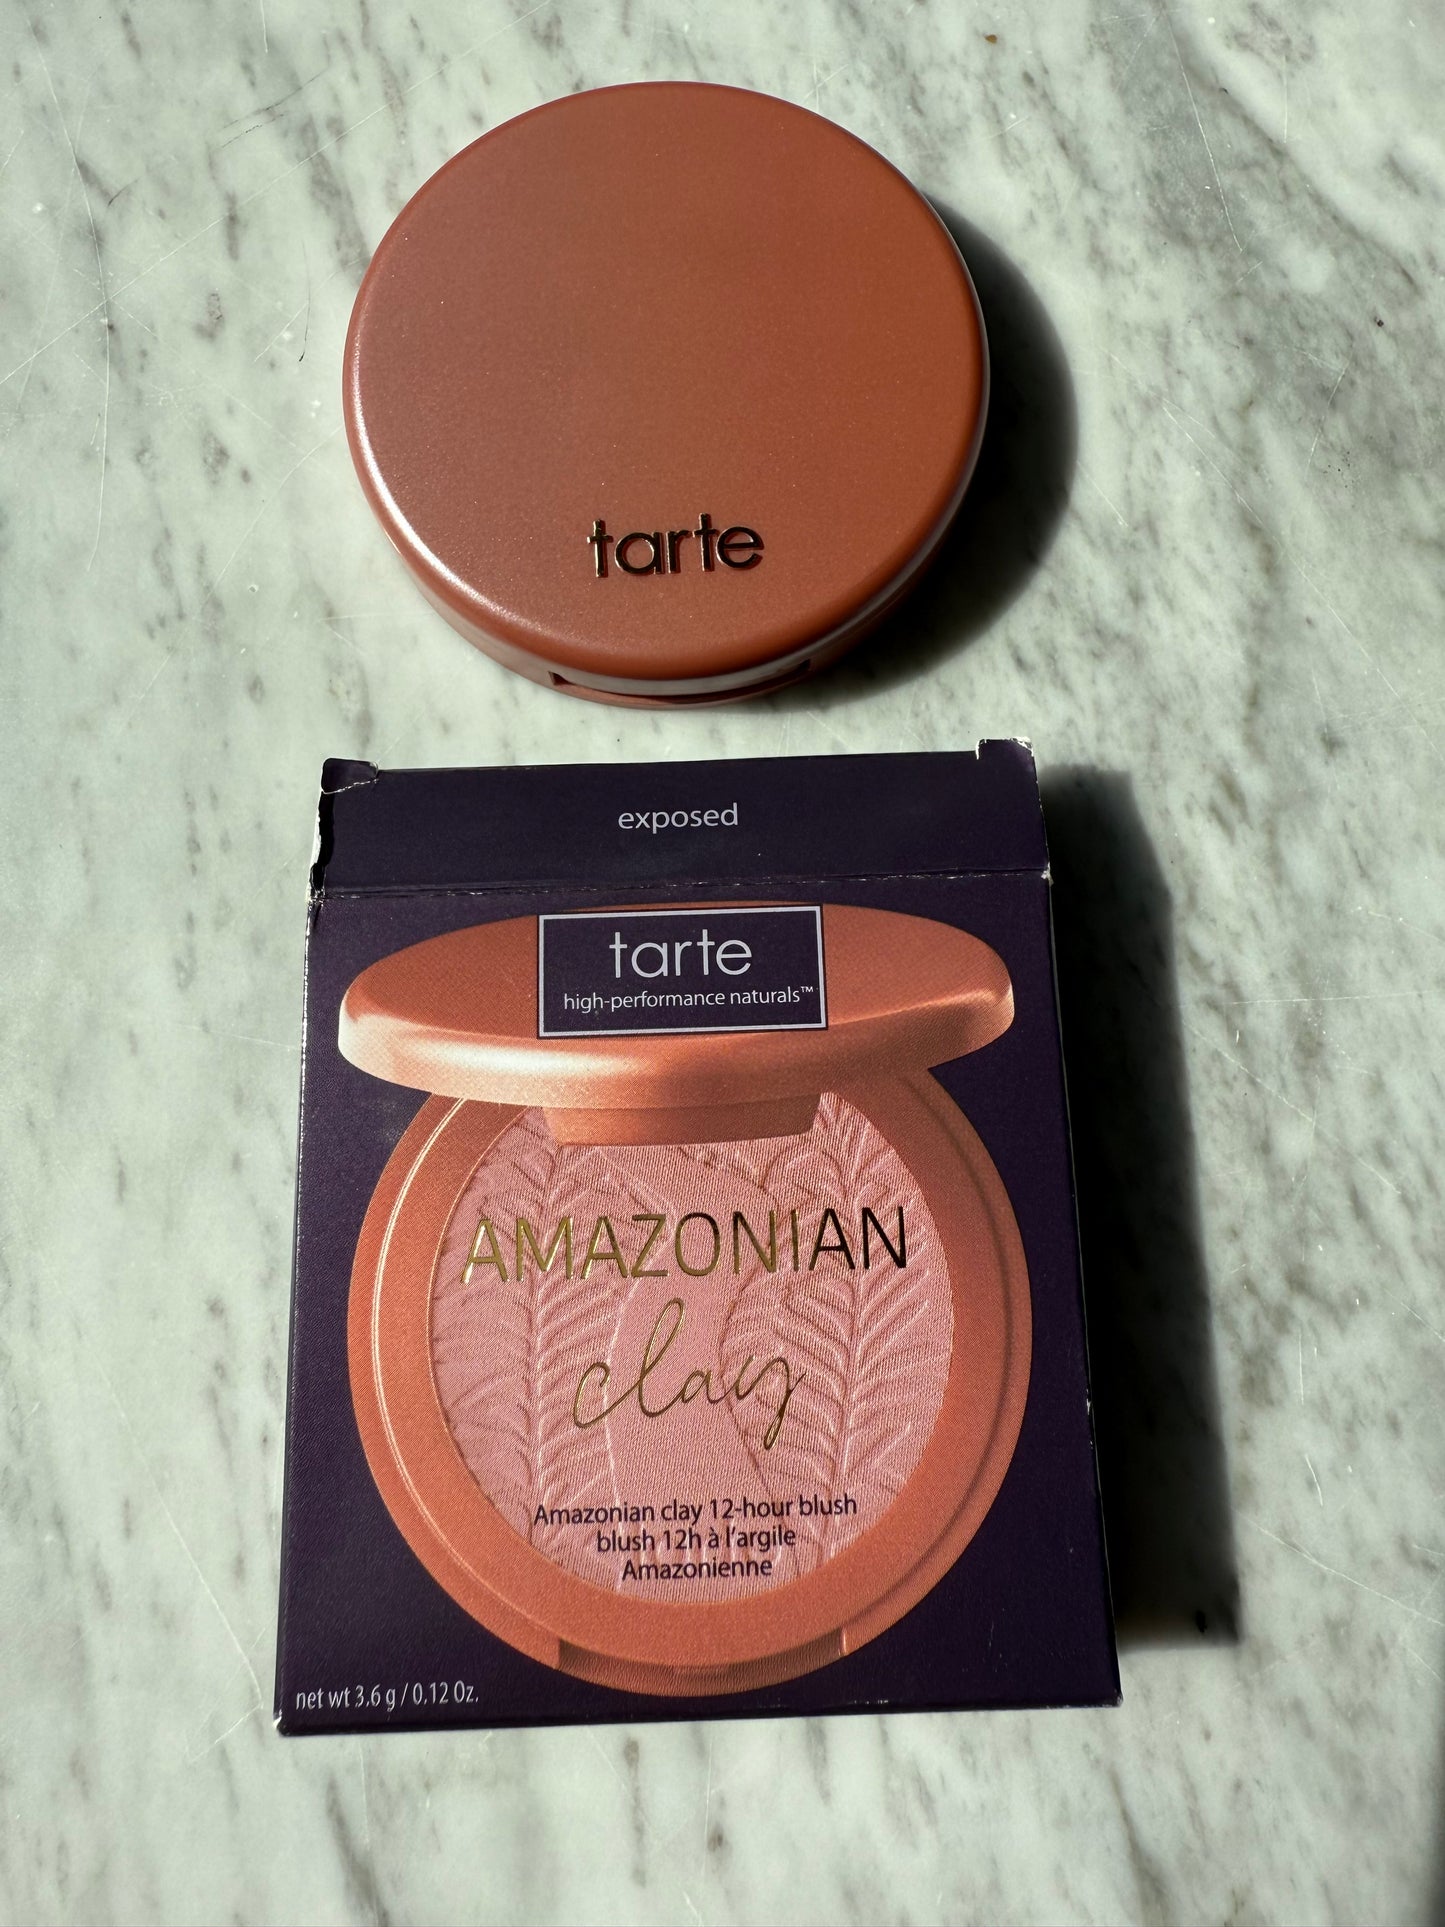 tarte
exposed
tarte
high-performance naturals™
AMAZONIAN
clay
Amazonian clay 12-hour blush
blush 12h à l'argile
Amazonienne
net wt 3.6 g / 0.12 Oz.